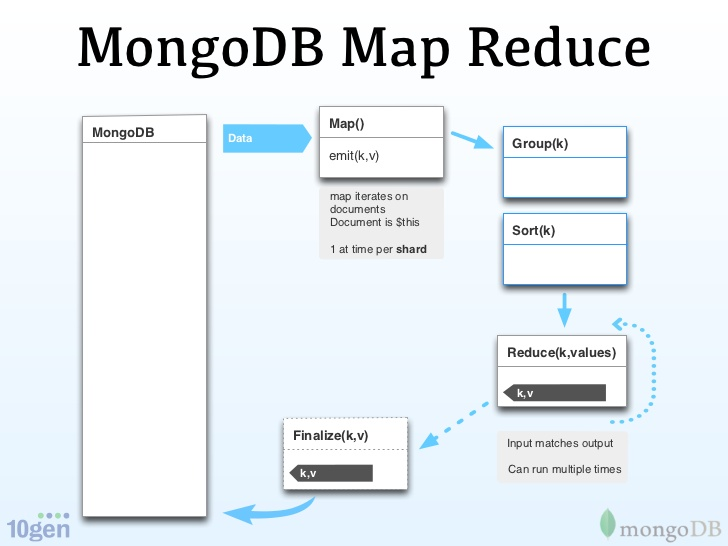 MongoDB Map Reduce
MongoDB
Data
Map()
emit(k,v)
map iterates on
documents
Document is $this
1 at time per shard
Group(k)
Sort(k)
Reduce(k,values)
k,v
Input matches output
Can run multiple times
Finalize(k,v)
k,v
10gen
mongoDB